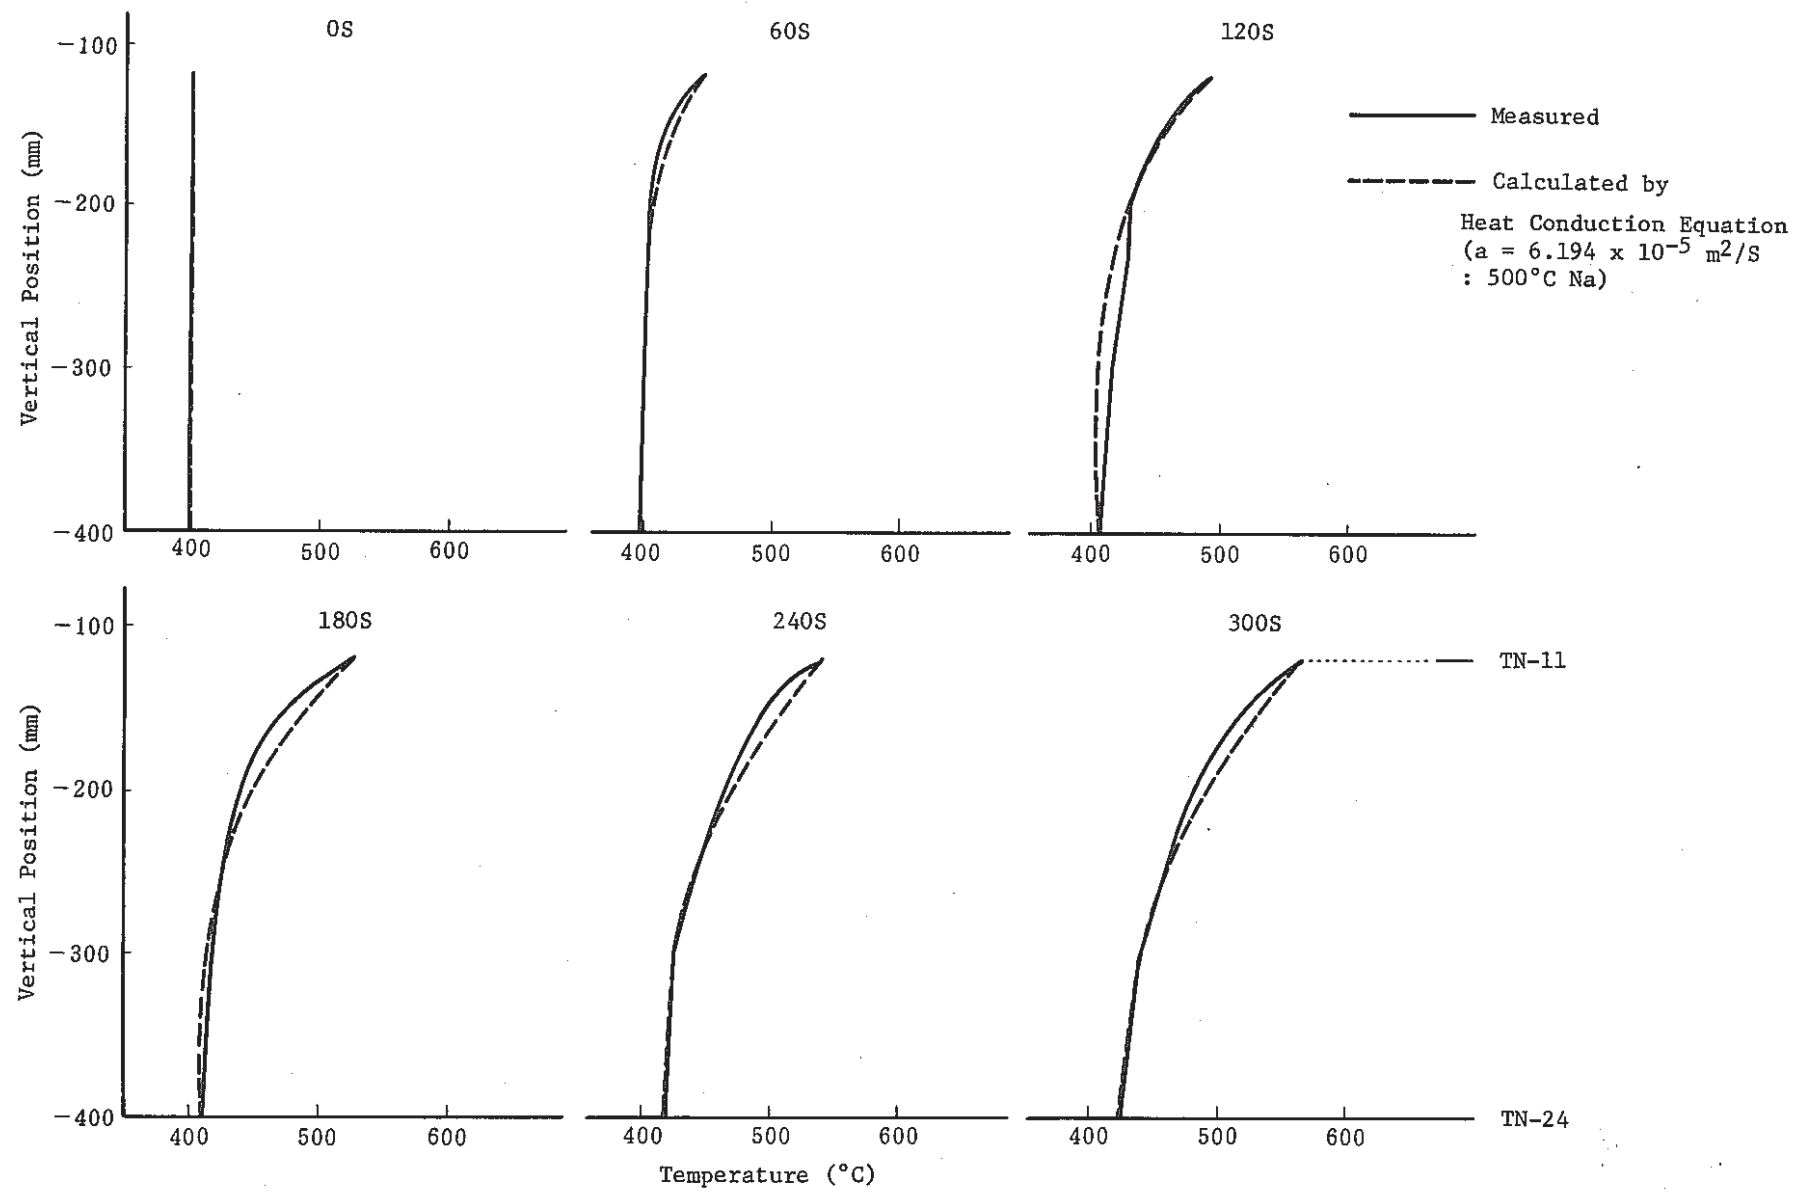 0S
60S
120S
Vertical Position (mm)
-100
-200
-300
-400
400 500 600
400 500 600
400 500 600
Measured
Calculated by
Heat Conduction Equation
(a = 6.194 x 10⁻⁵ m²/S
: 500°C Na)
180S
240S
300S
Vertical Position (mm)
-100
-200
-300
-400
400 500 600
400 500 600
400 500 600
TN-11
TN-24
Temperature (°C)